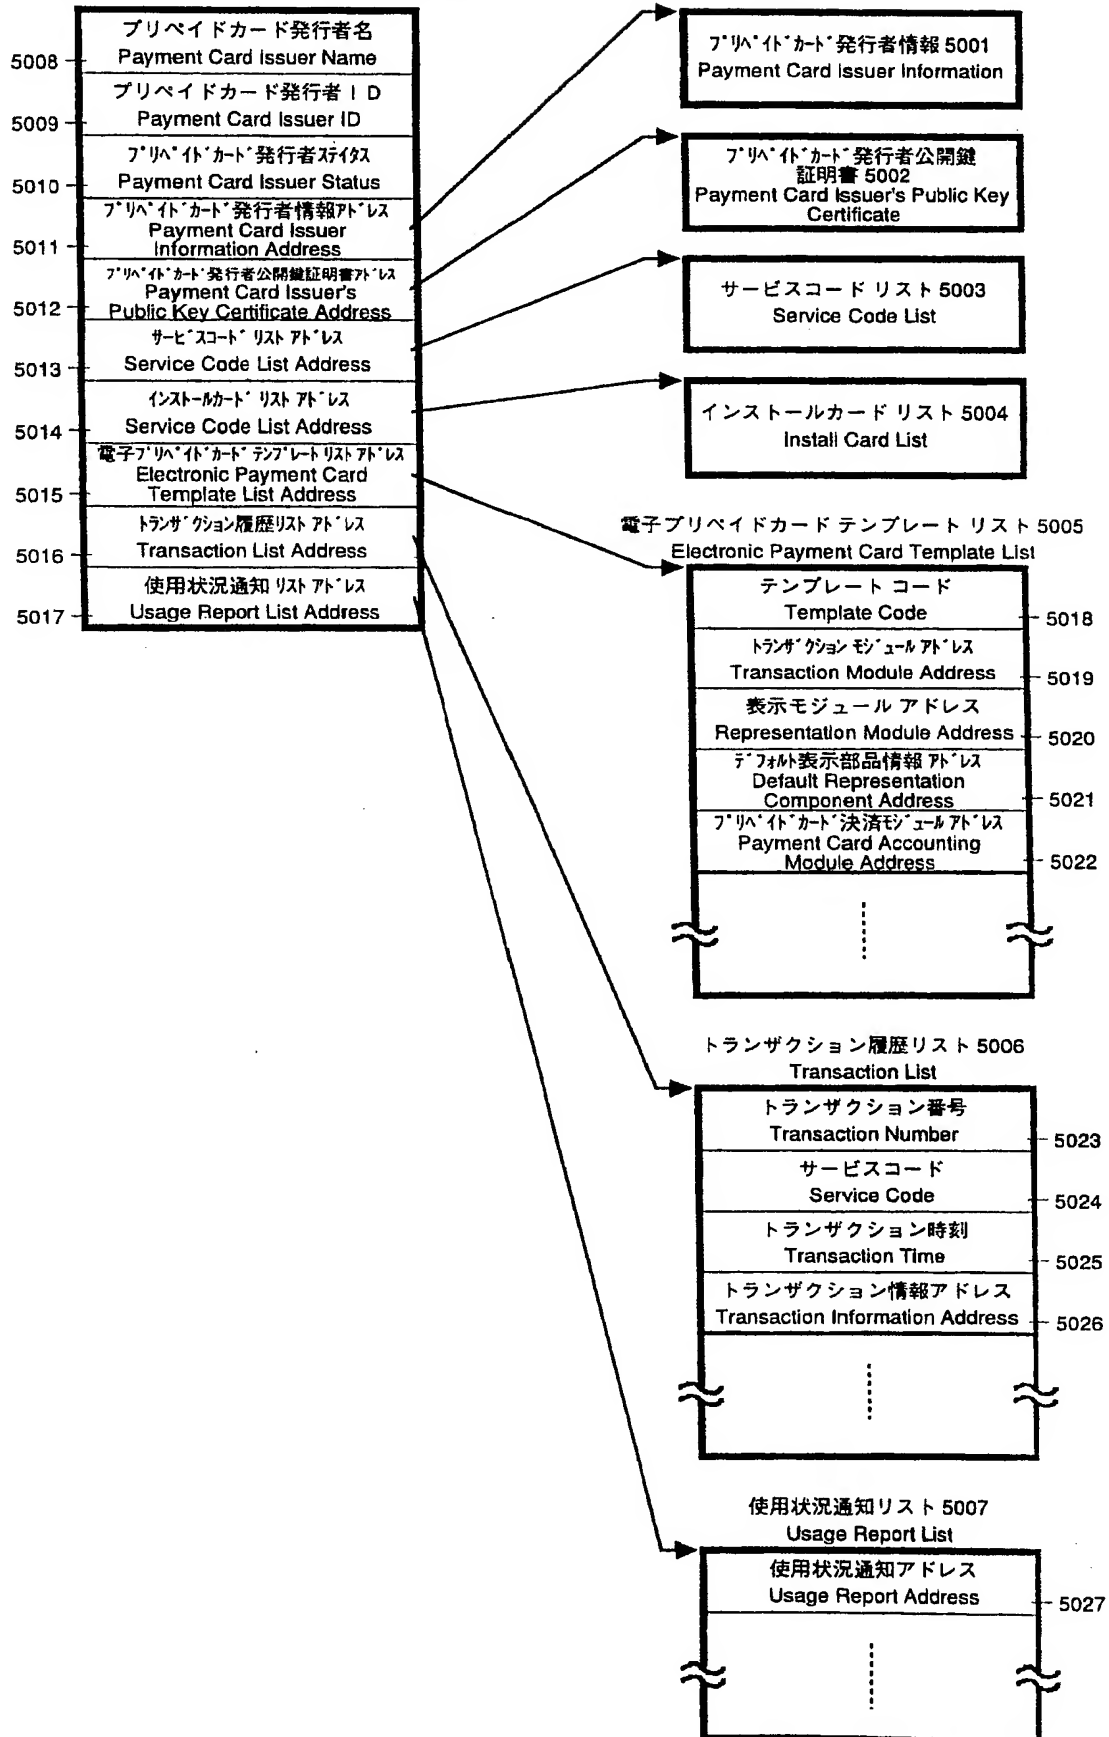 プリペイドカード発行者名
Payment Card Issuer Name
5008
プリペイドカード発行者ID
Payment Card Issuer ID
5009
プリペイドカード発行者ステイタス
Payment Card Issuer Status
5010
プリペイドカード発行者情報アドレス
Payment Card Issuer
Information Address
5011
プリペイドカード発行者公開鍵証明書アドレス
Payment Card Issuer's
Public Key Certificate Address
5012
サービスコード リスト アドレス
Service Code List Address
5013
インストールカード リスト アドレス
Service Code List Address
5014
電子プリペイドカード テンプレート リスト アドレス
Electronic Payment Card
Template List Address
5015
トランザクション履歴リスト アドレス
Transaction List Address
5016
使用状況通知 リスト アドレス
Usage Report List Address
5017
プリペイドカード発行者情報 5001
Payment Card Issuer Information
プリペイドカード発行者公開鍵
証明書 5002
Payment Card Issuer's Public Key
Certificate
サービスコード リスト 5003
Service Code List
インストールカード リスト 5004
Install Card List
電子プリペイドカード テンプレート リスト 5005
Electronic Payment Card Template List
テンプレート コード
Template Code
5018
トランザクション モジュール アドレス
Transaction Module Address
5019
表示モジュール アドレス
Representation Module Address
5020
デフォルト表示部品情報 アドレス
Default Representation
Component Address
5021
プリペイドカード決済モジュール アドレス
Payment Card Accounting
Module Address
5022
トランザクション履歴リスト 5006
Transaction List
トランザクション番号
Transaction Number
5023
サービスコード
Service Code
5024
トランザクション時刻
Transaction Time
5025
トランザクション情報アドレス
Transaction Information Address
5026
使用状況通知リスト 5007
Usage Report List
使用状況通知アドレス
Usage Report Address
5027